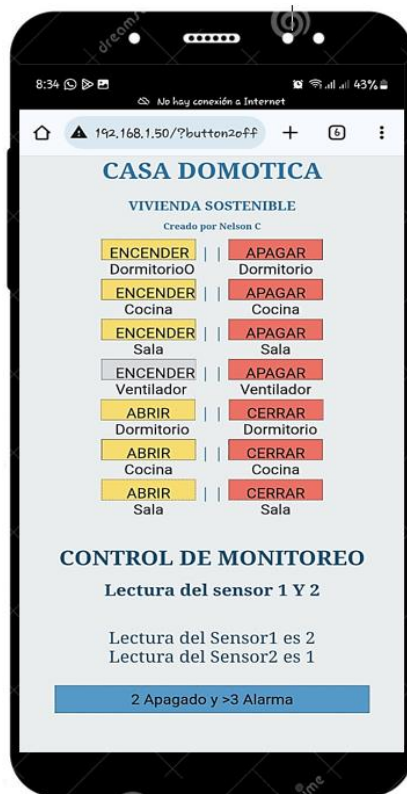 dreams
8:34 43%
No hay conexión a Internet
192.168.1.50/?button2off + 6
CASA DOMOTICA
VIVIENDA SOSTENIBLE
Creado por Nelson C
ENCENDER | | APAGAR
DormitorioO Dormitorio
ENCENDER | | APAGAR
Cocina Cocina
ENCENDER | | APAGAR
Sala Sala
ENCENDER | | APAGAR
Ventilador Ventilador
ABRIR | | CERRAR
Dormitorio Dormitorio
ABRIR | | CERRAR
Cocina Cocina
ABRIR | | CERRAR
Sala Sala
CONTROL DE MONITOREO
Lectura del sensor 1 Y 2
Lectura del Sensor1 es 2
Lectura del Sensor2 es 1
2 Apagado y >3 Alarma